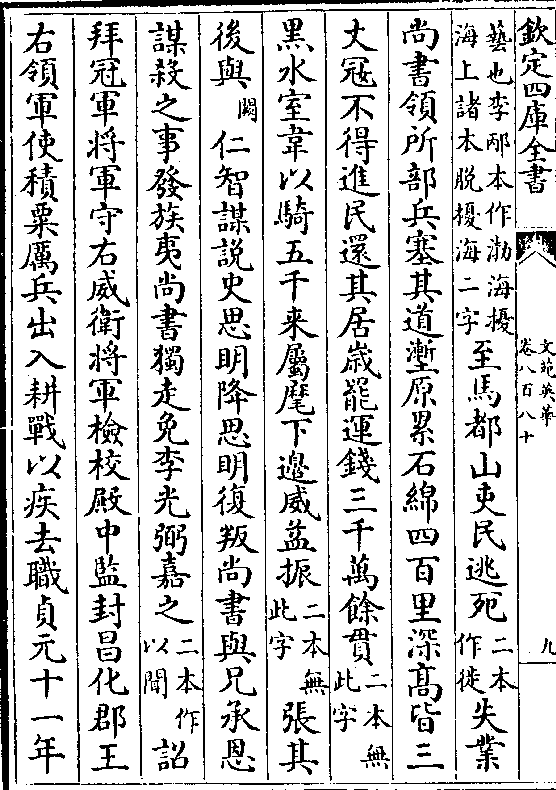 欽定四庫全書
文苑英華
卷八百八十
九
藝也李邴本作渤海擾
海上諸本脱擾海二字
至馬都山吏民逃死
二本
作徙
失業
尚書領所部兵塞其道壍原累石綿四百里深髙皆三
丈㓂不得進民還其居嵗罷運錢三千萬餘貫
二本無
此字
黒水室韋以騎五千来屬麾下邉威益振
二本無
此字
張其
後與
闕
仁智謀説史思明降思明復叛尚書與兄承恩
謀殺之事發族夷尚書獨走免李光弼嘉之
二本作
以聞
詔
拜冠軍将軍守右威衛将軍檢校殿中監封昌化郡王
右領軍使積粟厲兵出入耕戰以疾去職貞元十一年